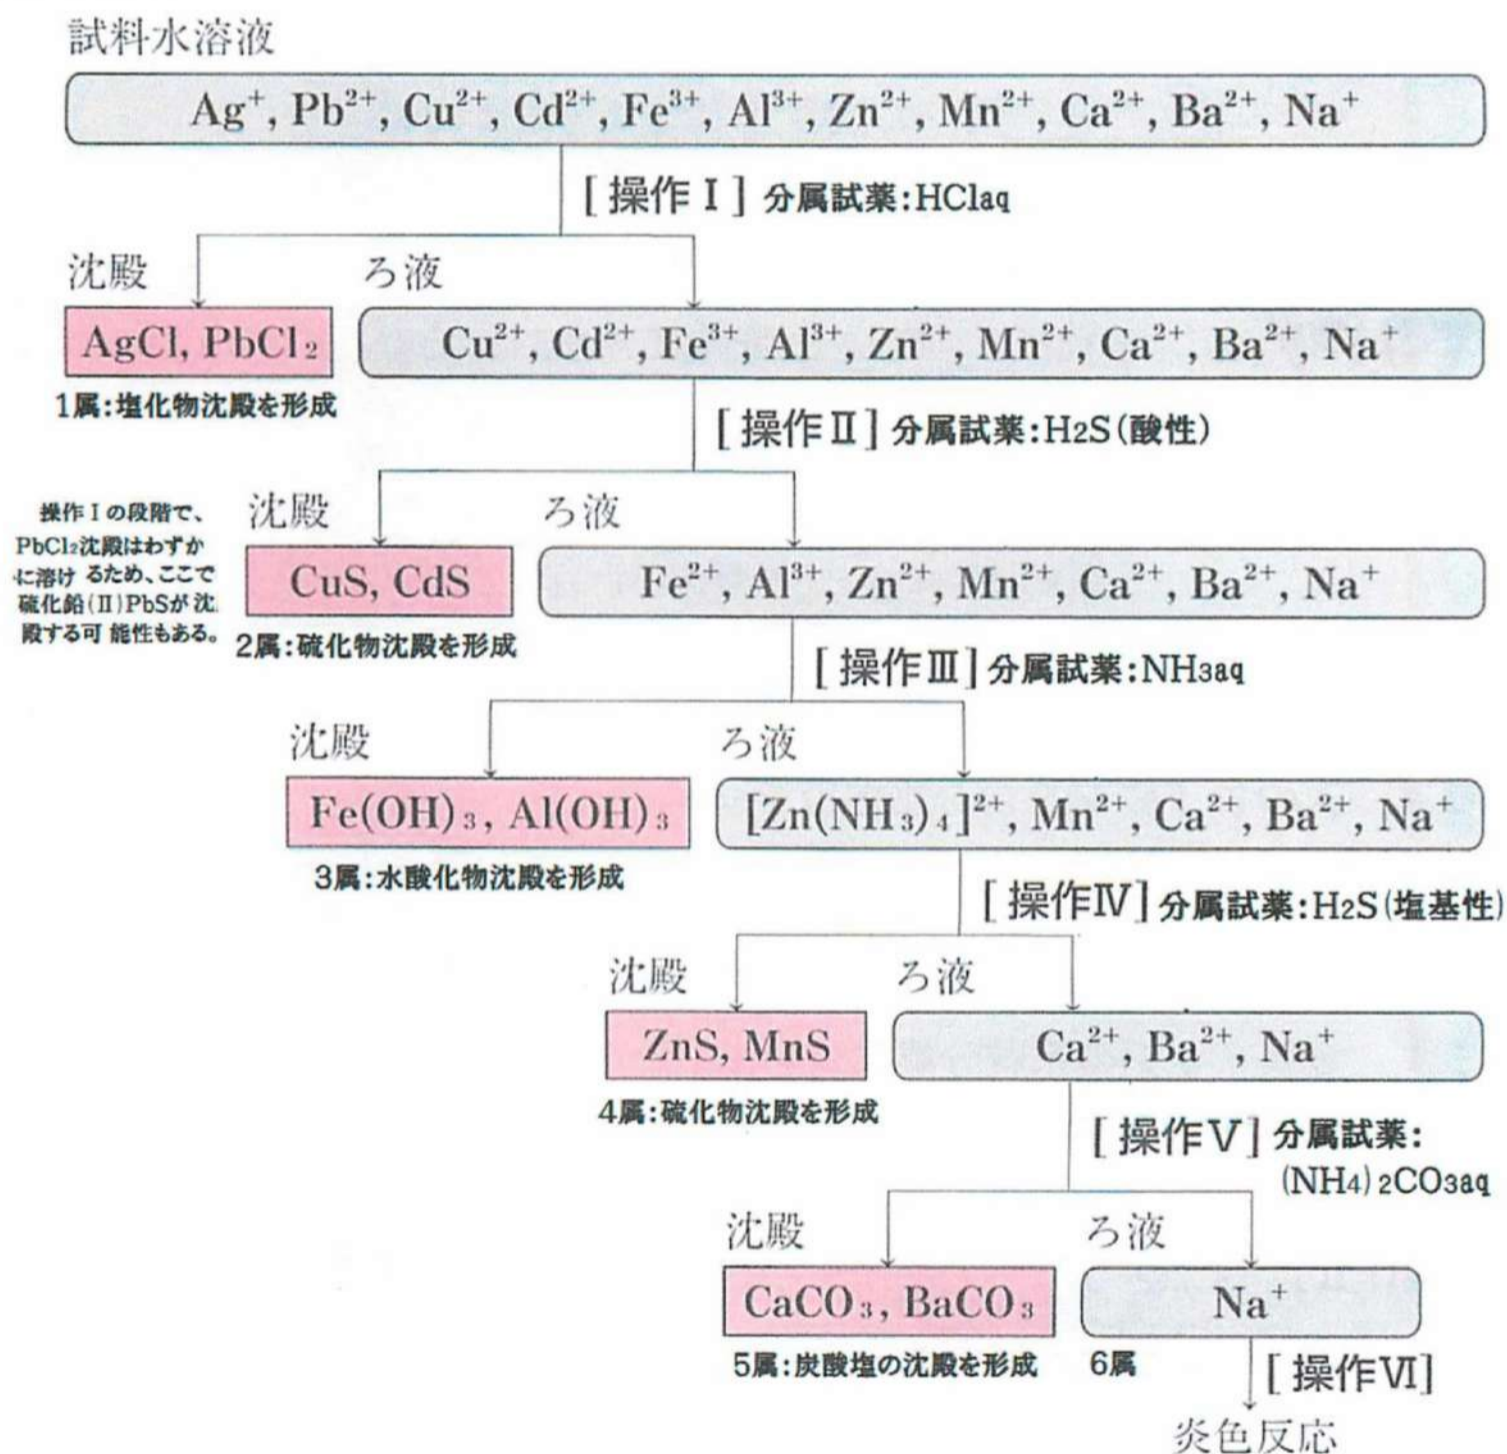 試料水溶液
Ag⁺, Pb²⁺, Cu²⁺, Cd²⁺, Fe³⁺, Al³⁺, Zn²⁺, Mn²⁺, Ca²⁺, Ba²⁺, Na⁺
[操作Ⅰ] 分属試薬:HClaq
沈殿 ろ液
AgCl, PbCl₂
Cu²⁺, Cd²⁺, Fe³⁺, Al³⁺, Zn²⁺, Mn²⁺, Ca²⁺, Ba²⁺, Na⁺
1属:塩化物沈殿を形成
[操作Ⅱ] 分属試薬:H₂S(酸性)
操作Ⅰの段階で、
PbCl₂沈殿はわずか
に溶けるため、ここで
硫化鉛(II)PbSが沈
殿する可能性もある。
沈殿 ろ液
CuS, CdS
Fe²⁺, Al³⁺, Zn²⁺, Mn²⁺, Ca²⁺, Ba²⁺, Na⁺
2属:硫化物沈殿を形成
[操作Ⅲ] 分属試薬:NH₃aq
沈殿 ろ液
Fe(OH)₃, Al(OH)₃
[Zn(NH₃)₄]²⁺, Mn²⁺, Ca²⁺, Ba²⁺, Na⁺
3属:水酸化物沈殿を形成
[操作Ⅳ] 分属試薬:H₂S(塩基性)
沈殿 ろ液
ZnS, MnS
Ca²⁺, Ba²⁺, Na⁺
4属:硫化物沈殿を形成
[操作Ⅴ] 分属試薬:
(NH₄)₂CO₃aq
沈殿 ろ液
CaCO₃, BaCO₃
Na⁺
5属:炭酸塩の沈殿を形成
6属
[操作Ⅵ]
炎色反応